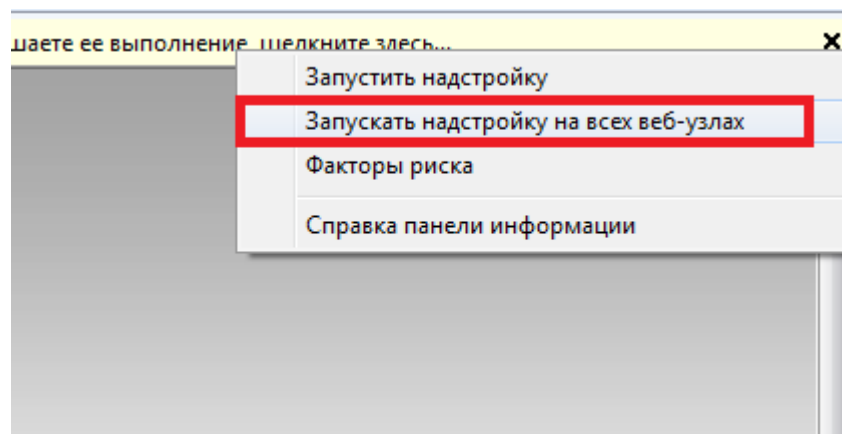 шаете ее выполнение, щелкните здесь...
Запустить надстройку
Запускать надстройку на всех веб-узлах
Факторы риска
Справка панели информации